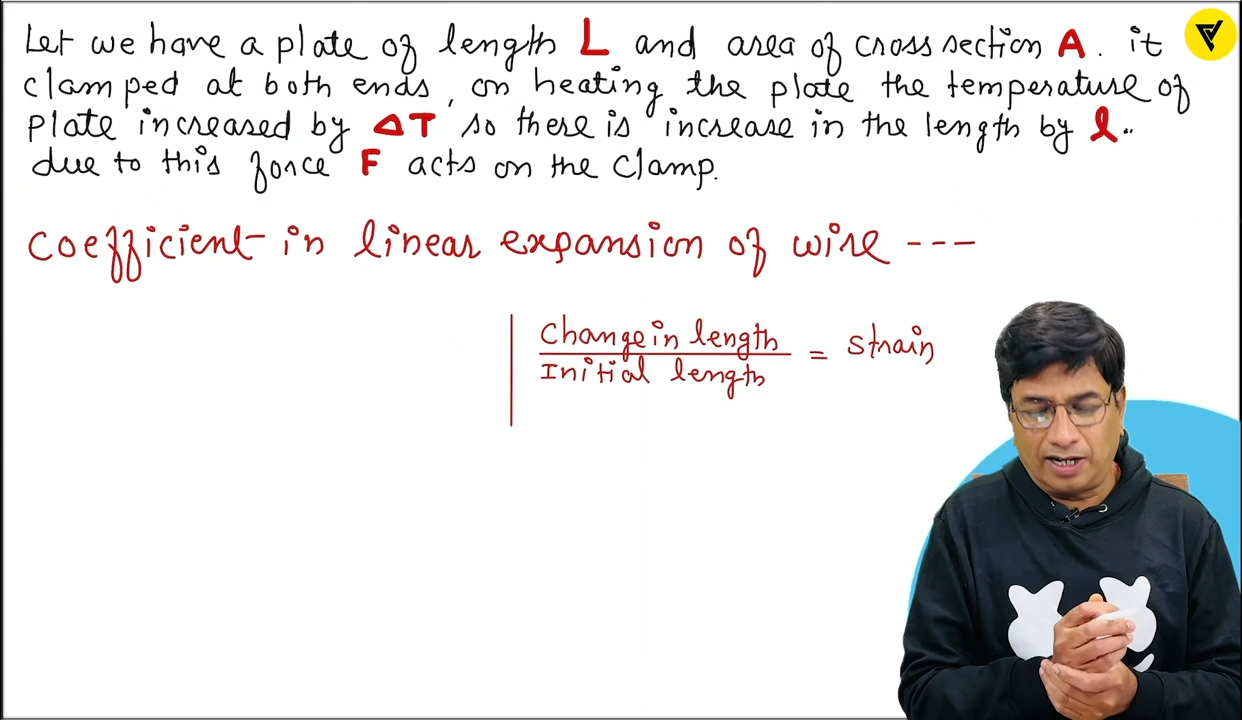 Let we have a plate of length L and area of cross section A. it
clamped at both ends, on heating the plate the temperature of
plate increased by ΔT so there is increase in the length by l..
due to this force F acts on the clamp.
coefficient in linear expansion of wire ---
Change in length
Initial length
= strain